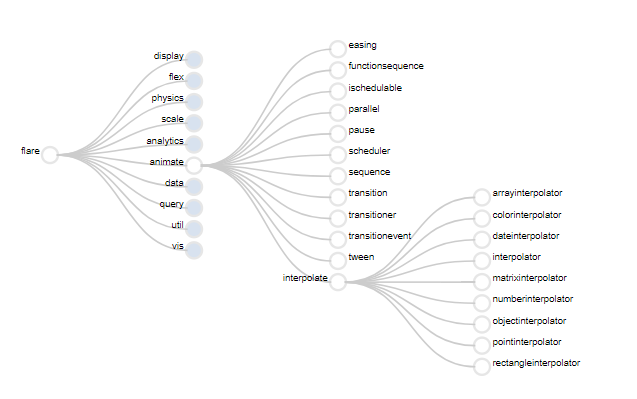 flare
display
flex
physics
scale
analytics
animate
data
query
util
vis
easing
functionsequence
ischedulable
parallel
pause
scheduler
sequence
transition
transitioner
transitionevent
tween
interpolate
arrayinterpolator
colorinterpolator
dateinterpolator
interpolator
matrixinterpolator
numberinterpolator
objectinterpolator
pointinterpolator
rectangleinterpolator